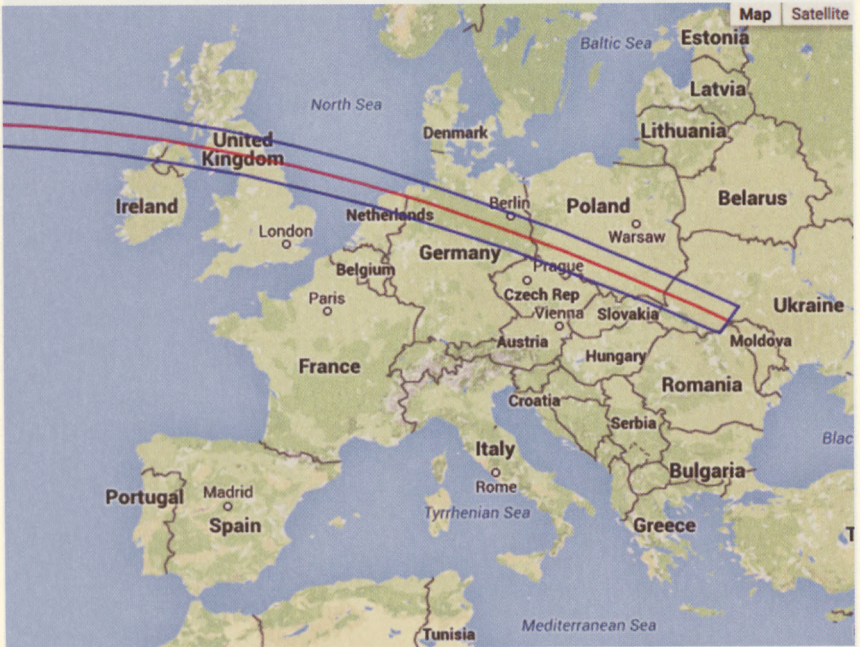 Map
Satellite
Baltic Sea
Estonia
Latvia
North Sea
Denmark
Lithuania
United
Kingdom
Belarus
Ireland
Netherlands
Berlin
Poland
London
Warsaw
Germany
Belgium
Prague
Czech Rep
Paris
Vienna
Slovakia
Ukraine
Austria
Moldova
France
Hungary
Romania
Croatia
Serbia
Italy
Bulgaria
Rome
Portugal
Madrid
Spain
Tyrrhenian Sea
Greece
Mediterranean Sea
Tunisia
Blac
T